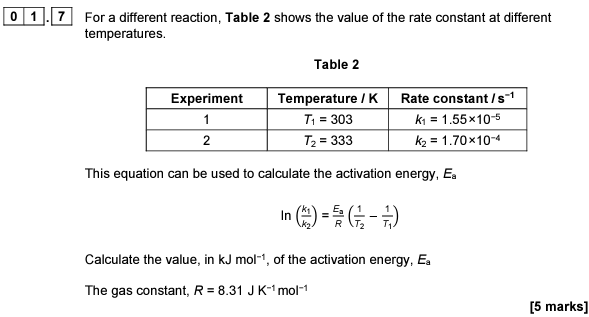 0 1 . 7 For a different reaction, Table 2 shows the value of the rate constant at different
temperatures.
Table 2
Experiment Temperature / K Rate constant / s⁻¹
1 T₁ = 303 k₁ = 1.55×10⁻⁵
2 T₂ = 333 k₂ = 1.70×10⁻⁴
This equation can be used to calculate the activation energy, Eₐ
ln (k₁/k₂) = Eₐ/R (1/T₂ − 1/T₁)
Calculate the value, in kJ mol⁻¹, of the activation energy, Eₐ
The gas constant, R = 8.31 J K⁻¹ mol⁻¹
[5 marks]